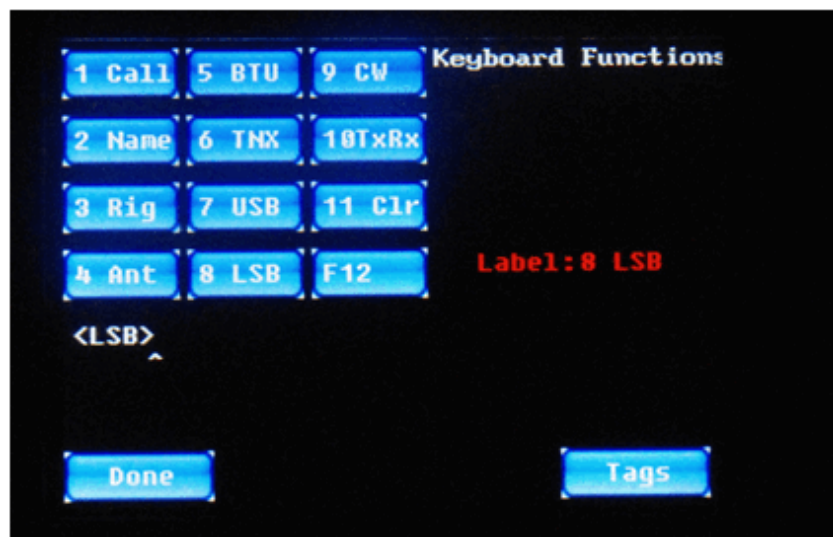 1 Call 5 BTU 9 CW Keyboard Functions
2 Name 6 TNX 10TxRx
3 Rig 7 USB 11 Clr
4 Ant 8 LSB F12 Label:8 LSB
<LSB>
^
Done Tags